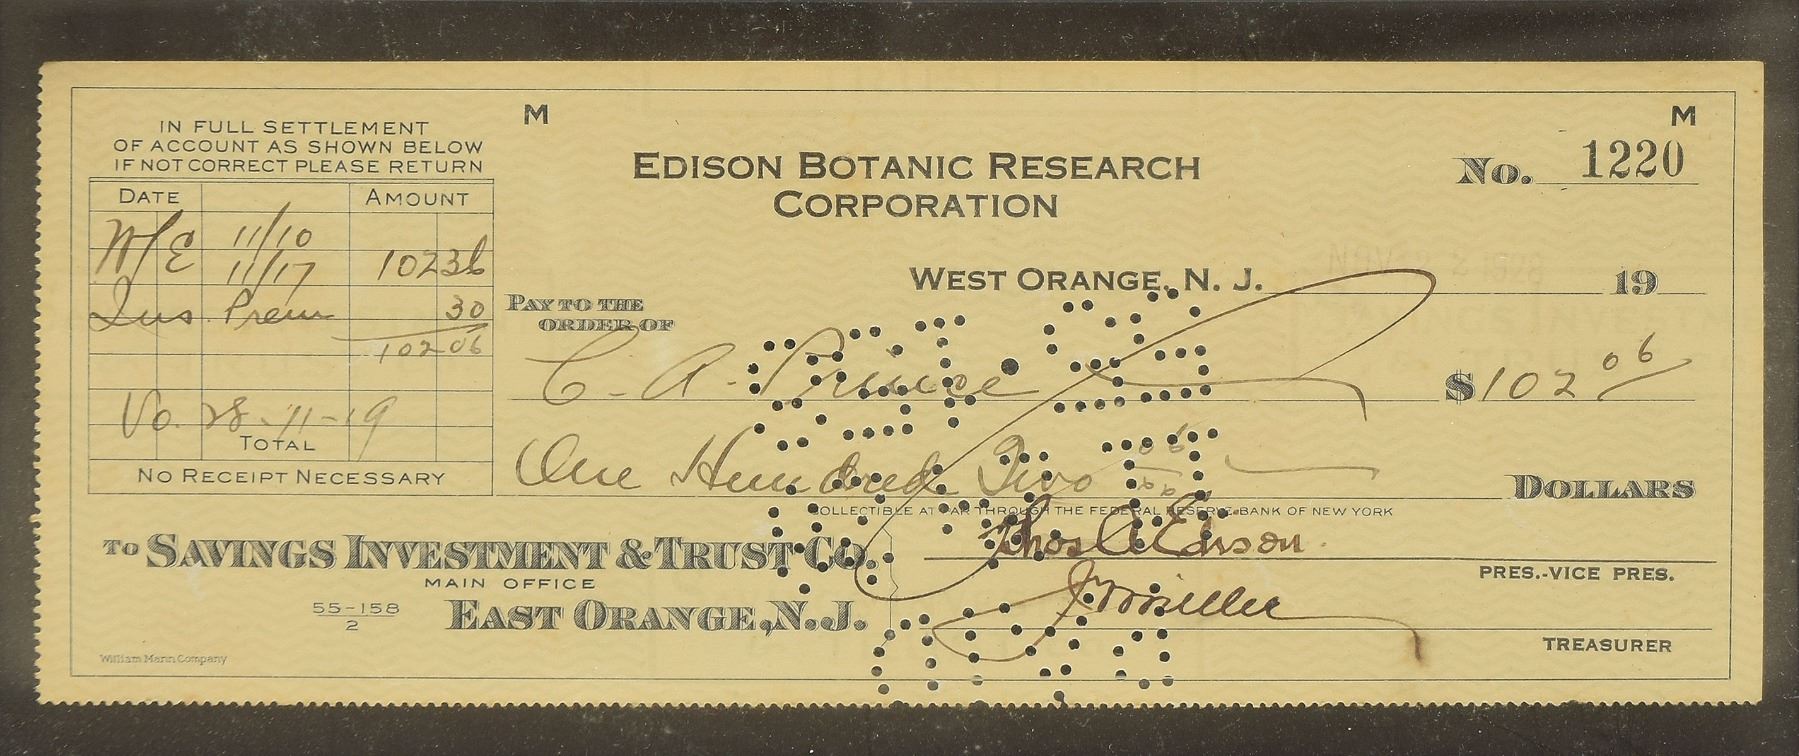 M
M
IN FULL SETTLEMENT
OF ACCOUNT AS SHOWN BELOW
IF NOT CORRECT PLEASE RETURN
DATE AMOUNT
W/E 11/10
11/17 102 36
Ins. Prem 30
102 06
Vo. 28-11-19
TOTAL
NO RECEIPT NECESSARY
EDISON BOTANIC RESEARCH
CORPORATION
No. 1220
WEST ORANGE, N. J. 19
PAY TO THE
ORDER OF
C. A. Prince $102 06
One Hundred Two 06 DOLLARS
COLLECTIBLE AT PAR THROUGH THE FEDERAL RESERVE BANK OF NEW YORK
TO SAVINGS INVESTMENT & TRUST CO.
MAIN OFFICE
55-158
2
EAST ORANGE, N. J.
Thos A Edison
PRES.-VICE PRES.
J V Miller
TREASURER
William Mann Company